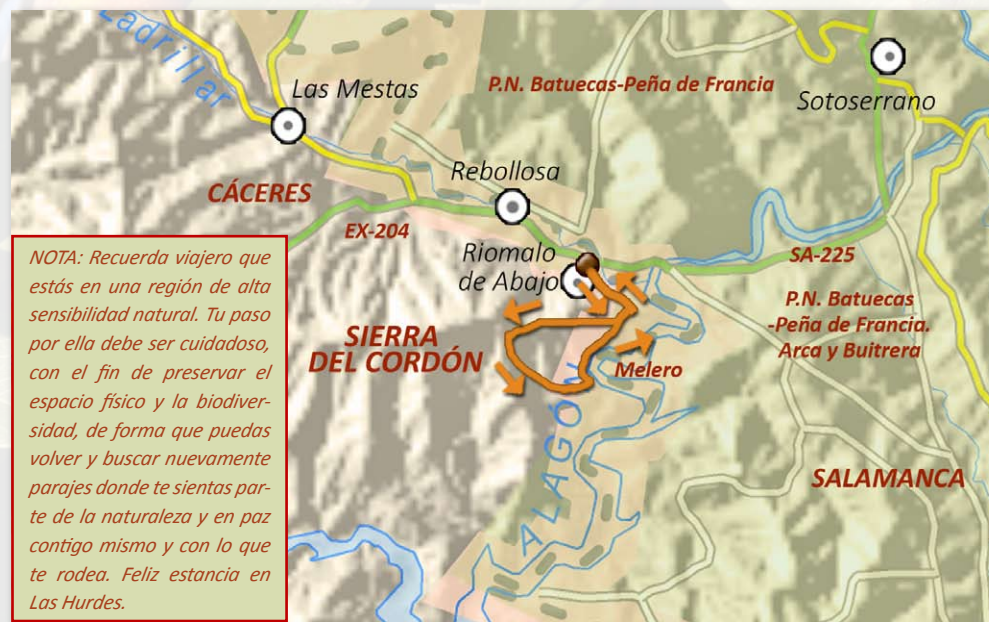 Ladrillar
Las Mestas
P.N. Batuecas-Peña de Francia
Sotoserrano
CÁCERES
Rebollosa
EX-204
Riomalo
de Abajo
SA-225
SIERRA
DEL CORDÓN
P.N. Batuecas
-Peña de Francia.
Arca y Buitrera
Melero
ALAGÓN
SALAMANCA
NOTA: Recuerda viajero que
estás en una región de alta
sensibilidad natural. Tu paso
por ella debe ser cuidadoso,
con el fin de preservar el
espacio físico y la biodiver-
sidad, de forma que puedas
volver y buscar nuevamente
parajes donde te sientas par-
te de la naturaleza y en paz
contigo mismo y con lo que
te rodea. Feliz estancia en
Las Hurdes.